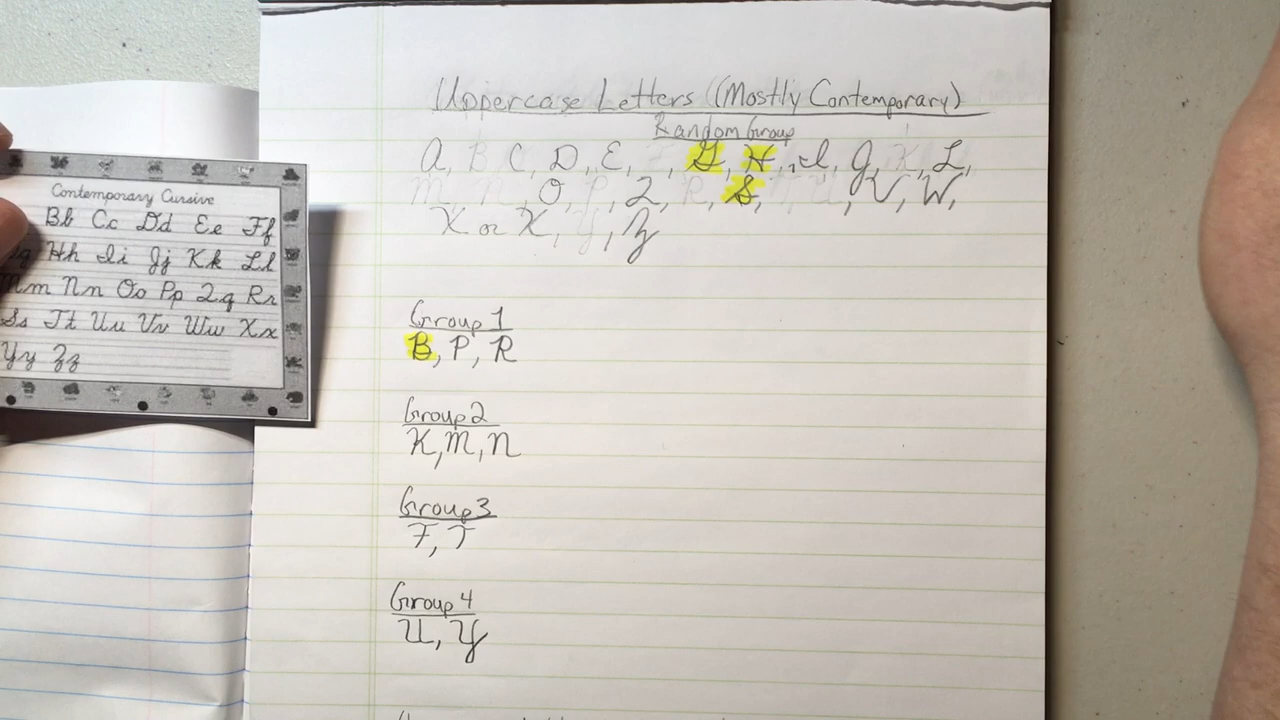 Contemporary Cursive
Bb Cc Dd Ee Ff
g Hh Ii Jj Kk Ll
Mm Nn Oo Pp Qq Rr
Ss Tt Uu Vv Ww Xx
Yy Zz
Uppercase Letters (Mostly Contemporary)
Random Group
A, B C, D, E, F, G, H, I, J, K, L,
M, N, O, P, Q, R, S, T, U, V, W,
X or X, Y, Z
Group 1
B, P, R
Group 2
K, M, N
Group 3
F, T
Group 4
U, Y